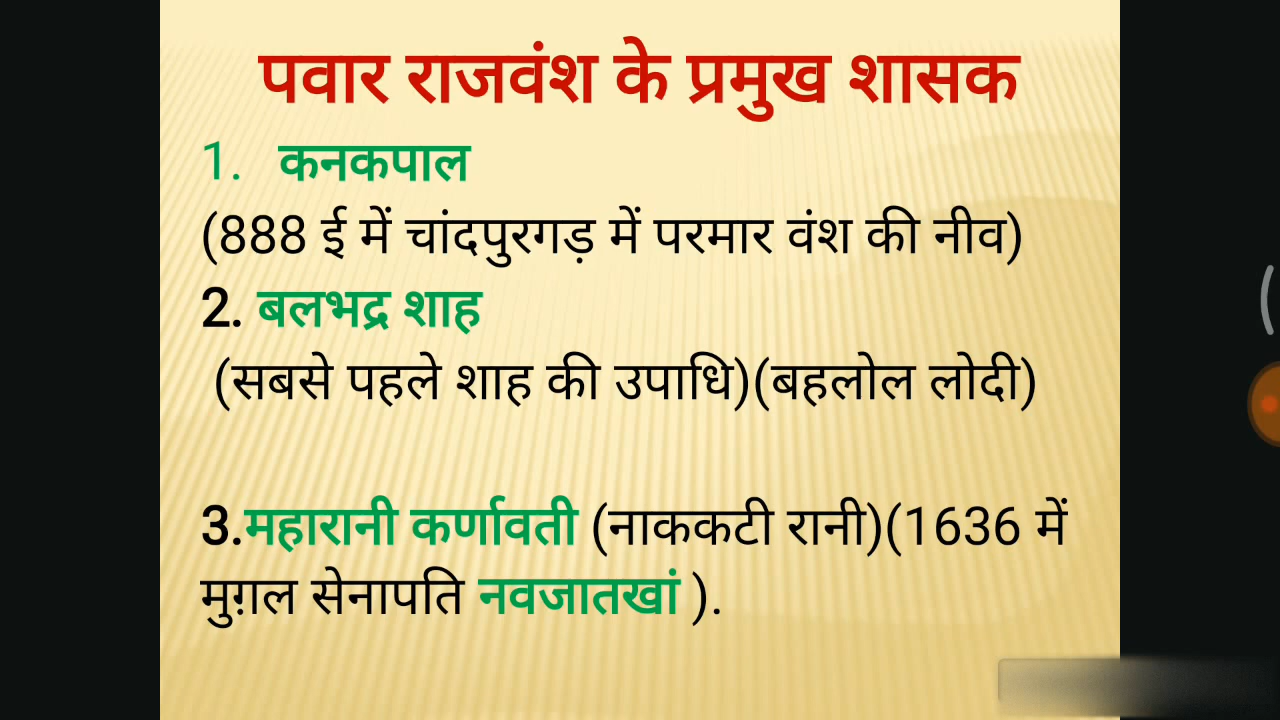 पवार राजवंश के प्रमुख शासक
1. कनकपाल
(888 ई में चांदपुरगड़ में परमार वंश की नीव)
2. बलभद्र शाह
(सबसे पहले शाह की उपाधि)(बहलोल लोदी)
3.महारानी कर्णावती (नाककटी रानी)(1636 में
मुग़ल सेनापति नवजातखां ).